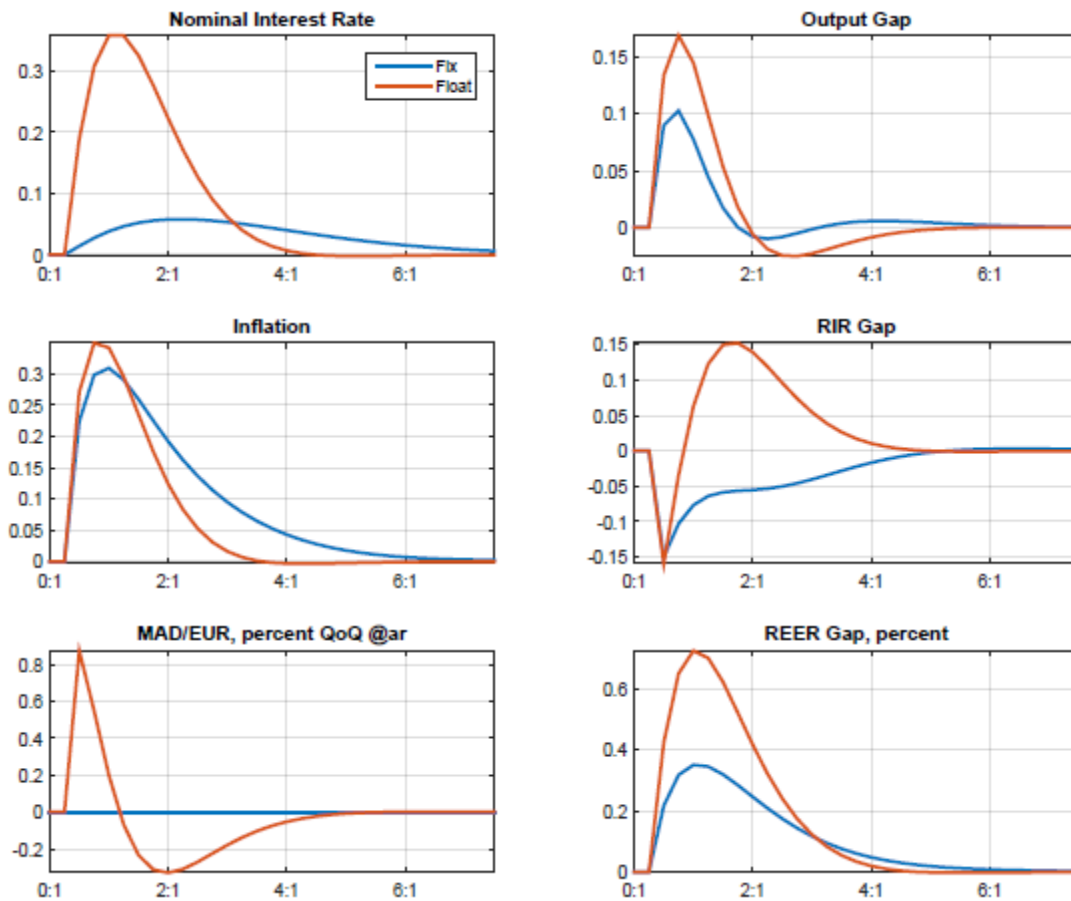 Nominal Interest Rate
0.3
0.2
0.1
0
0:1 2:1 4:1 6:1
Fix
Float
Output Gap
0.15
0.1
0.05
0
0:1 2:1 4:1 6:1
Inflation
0.3
0.25
0.2
0.15
0.1
0.05
0
0:1 2:1 4:1 6:1
RIR Gap
0.15
0.1
0.05
0
-0.05
-0.1
-0.15
0:1 2:1 4:1 6:1
MAD/EUR, percent QoQ @ar
0.8
0.6
0.4
0.2
0
-0.2
0:1 2:1 4:1 6:1
REER Gap, percent
0.6
0.4
0.2
0
0:1 2:1 4:1 6:1